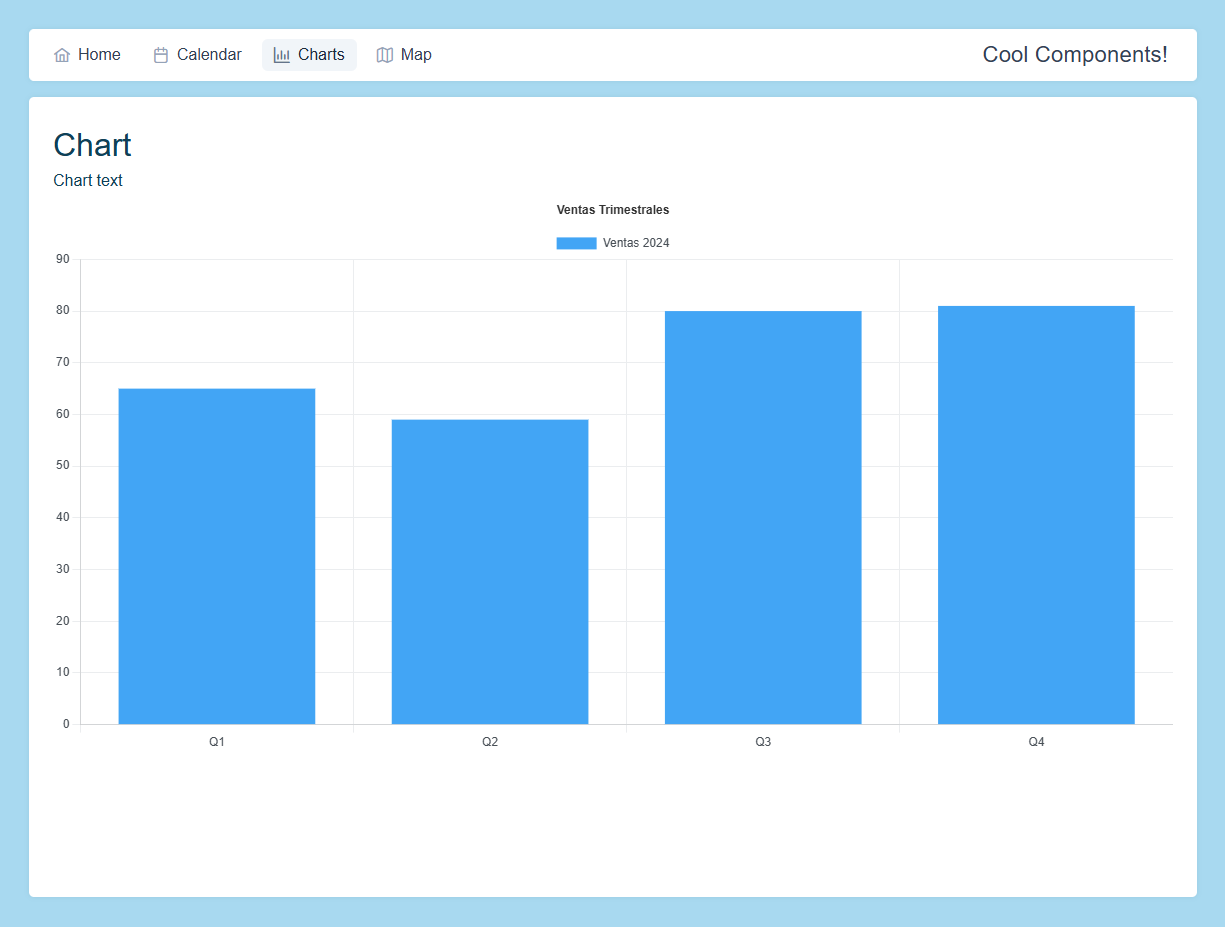 Home Calendar Charts Map Cool Components!
Chart
Chart text
Ventas Trimestrales
Ventas 2024
90
80
70
60
50
40
30
20
10
0
Q1 Q2 Q3 Q4